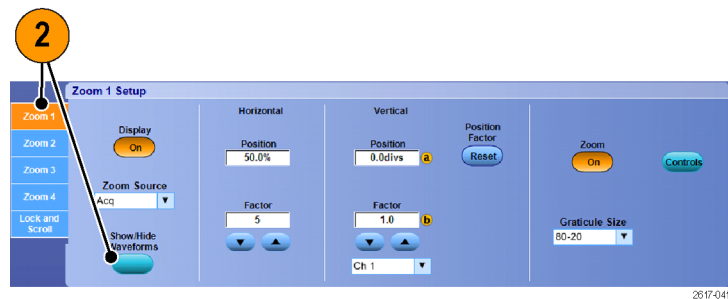 2
Zoom 1 Setup
Zoom 1
Zoom 2
Zoom 3
Zoom 4
Lock and
Scroll
Display
On
Zoom Source
Acq
Show/Hide
Waveforms
Horizontal
Position
50.0%
Factor
5
Vertical
Position
0.0divs
a
Factor
1.0
b
Ch 1
Position
Factor
Reset
Zoom
On
Controls
Graticule Size
80-20